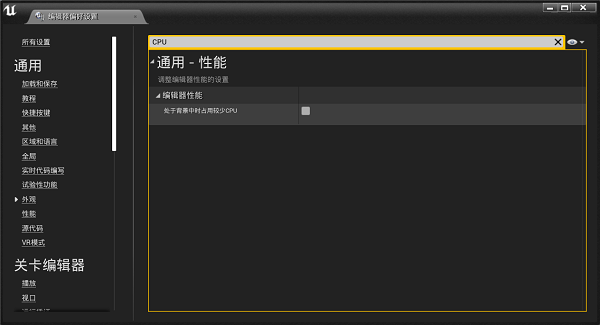 编辑器偏好设置
所有设置
通用
加载和保存
教程
快捷按键
其他
区域和语言
全局
实时代码编写
试验性功能
外观
性能
源代码
VR模式
关卡编辑器
播放
视口
CPU
通用 - 性能
调整编辑器性能的设置
编辑器性能
处于背景中时占用较少CPU